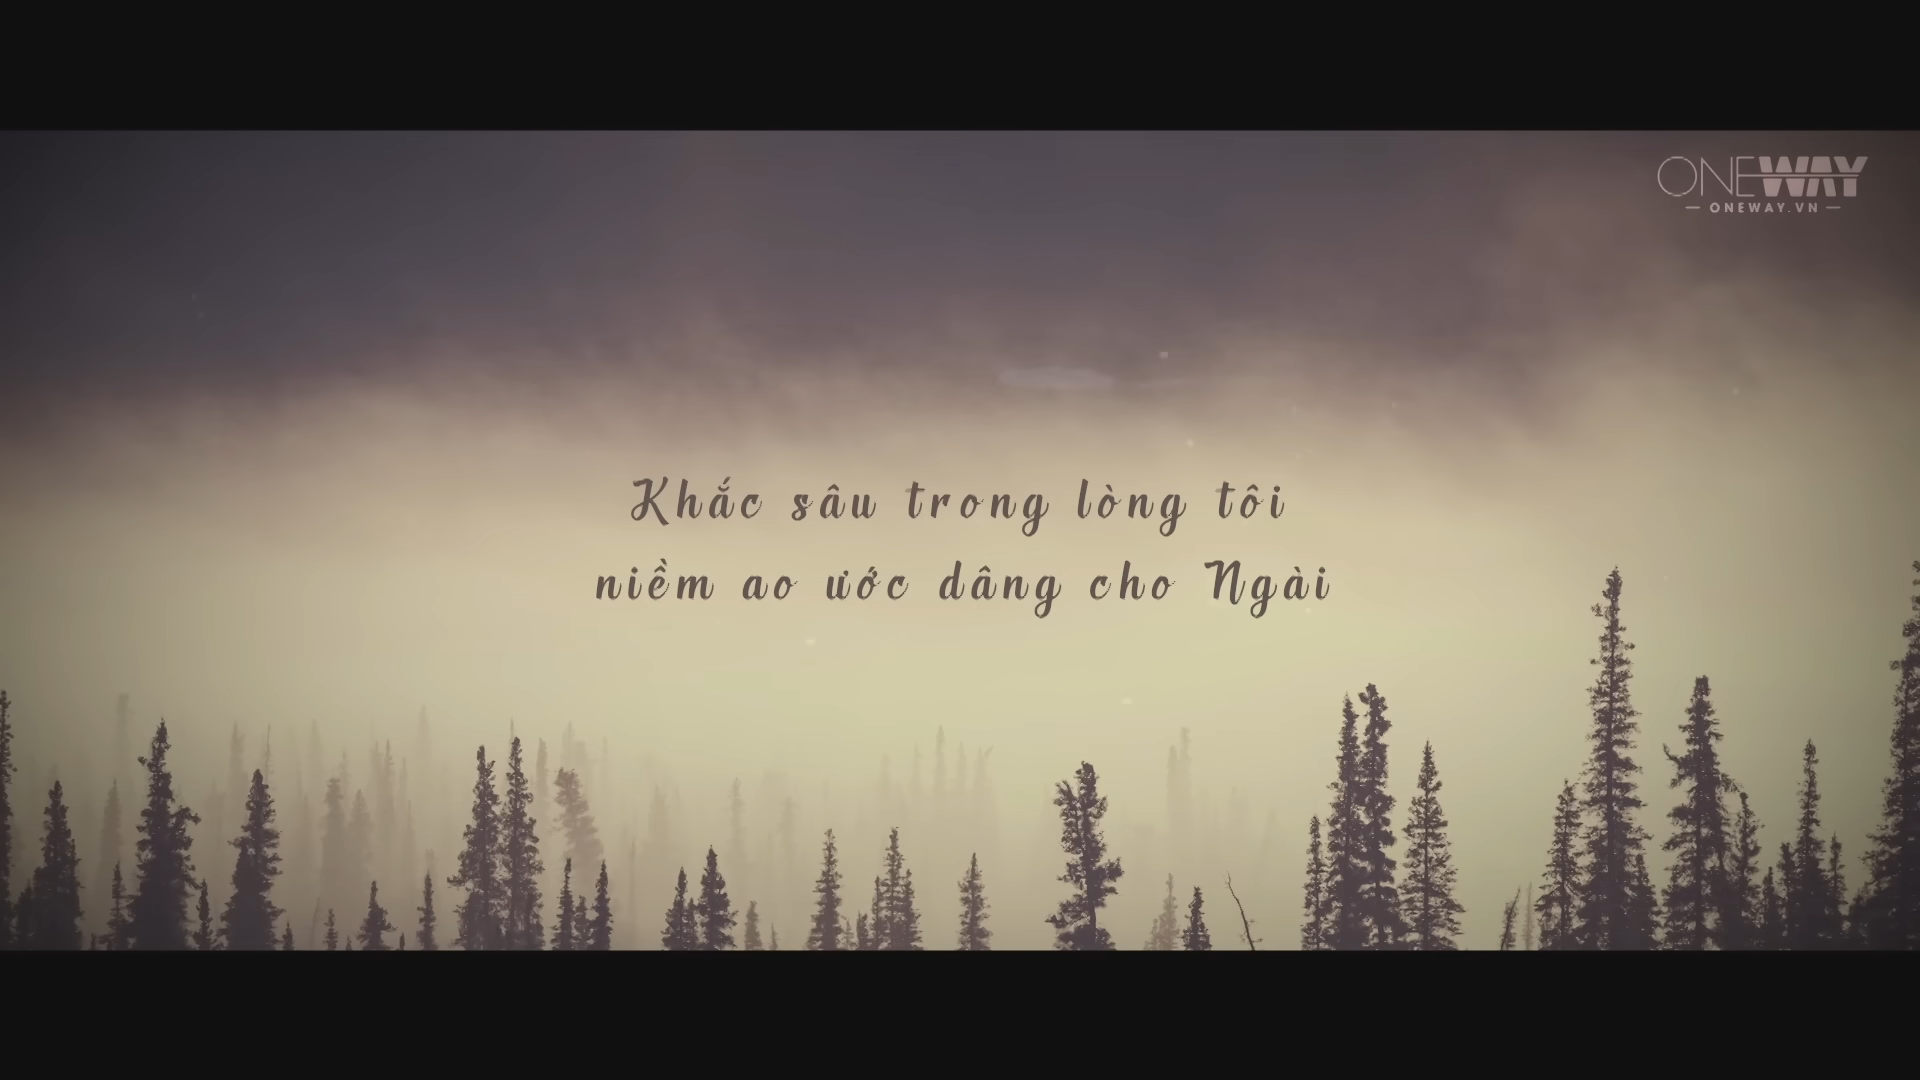 ONEWAY
ONEWAY.VN
Khắc sâu trong lòng tôi
niềm ao ước dâng cho Ngài